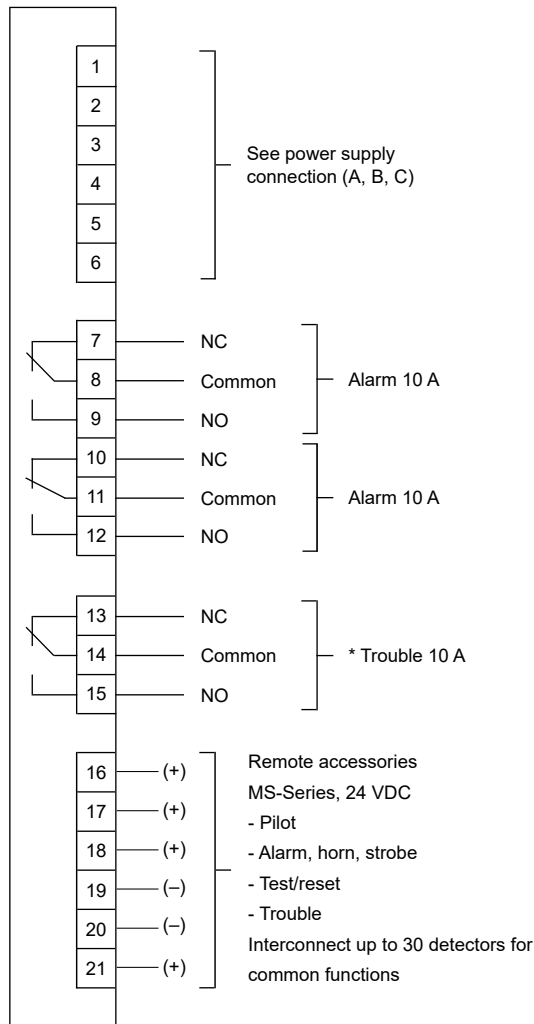 1
2
3
4
5
6
See power supply
connection (A, B, C)
7 NC
8 Common Alarm 10 A
9 NO
10 NC
11 Common Alarm 10 A
12 NO
13 NC
14 Common * Trouble 10 A
15 NO
16 (+)
17 (+)
18 (+)
19 (–)
20 (–)
21 (+)
Remote accessories
MS-Series, 24 VDC
- Pilot
- Alarm, horn, strobe
- Test/reset
- Trouble
Interconnect up to 30 detectors for
common functions